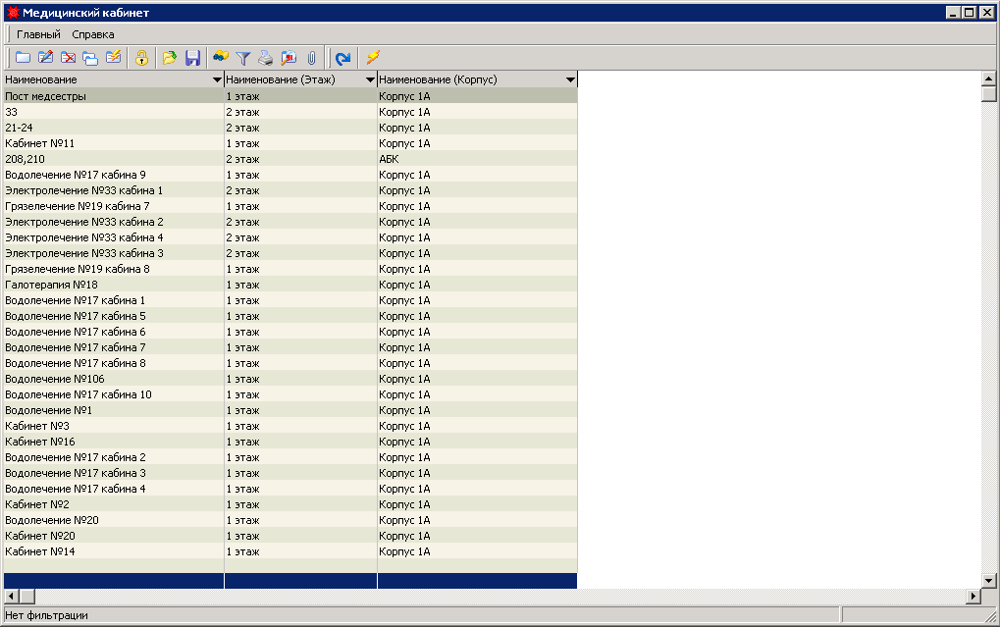 Медицинский кабинет
Главный Справка
Наименование Наименование (Этаж) Наименование (Корпус)
Пост медсестры 1 этаж Корпус 1А
33 2 этаж Корпус 1А
21-24 2 этаж Корпус 1А
Кабинет №11 1 этаж Корпус 1А
208,210 2 этаж АБК
Водолечение №17 кабина 9 1 этаж Корпус 1А
Электролечение №33 кабина 1 2 этаж Корпус 1А
Грязелечение №19 кабина 7 1 этаж Корпус 1А
Электролечение №33 кабина 2 2 этаж Корпус 1А
Электролечение №33 кабина 4 2 этаж Корпус 1А
Электролечение №33 кабина 3 2 этаж Корпус 1А
Грязелечение №19 кабина 8 1 этаж Корпус 1А
Галотерапия №18 1 этаж Корпус 1А
Водолечение №17 кабина 1 1 этаж Корпус 1А
Водолечение №17 кабина 5 1 этаж Корпус 1А
Водолечение №17 кабина 6 1 этаж Корпус 1А
Водолечение №17 кабина 7 1 этаж Корпус 1А
Водолечение №17 кабина 8 1 этаж Корпус 1А
Водолечение №106 1 этаж Корпус 1А
Водолечение №17 кабина 10 1 этаж Корпус 1А
Водолечение №1 1 этаж Корпус 1А
Кабинет №3 1 этаж Корпус 1А
Кабинет №16 1 этаж Корпус 1А
Водолечение №17 кабина 2 1 этаж Корпус 1А
Водолечение №17 кабина 3 1 этаж Корпус 1А
Водолечение №17 кабина 4 1 этаж Корпус 1А
Кабинет №2 1 этаж Корпус 1А
Водолечение №20 1 этаж Корпус 1А
Кабинет №20 1 этаж Корпус 1А
Кабинет №14 1 этаж Корпус 1А
Нет фильтрации